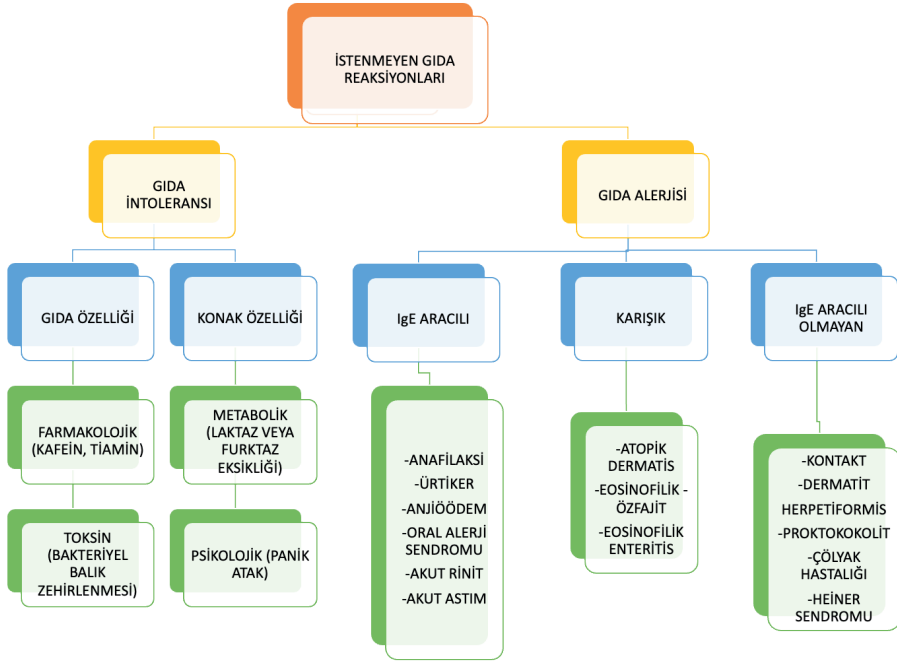 İSTENMEYEN GIDA
REAKSİYONLARI
GIDA
İNTOLERANSI
GIDA ALERJİSİ
GIDA ÖZELLİĞİ
KONAK ÖZELLİĞİ
IgE ARACILI
KARIŞIK
IgE ARACILI
OLMAYAN
FARMAKOLOJİK
(KAFEİN, TİAMİN)
METABOLİK
(LAKTAZ VEYA
FURKTAZ
EKSİKLİĞİ)
TOKSİN
(BAKTERİYEL
BALIK
ZEHİRLENMESİ)
PSİKOLOJİK (PANİK
ATAK)
-ANAFİLAKSİ
-ÜRTİKER
-ANJİÖÖDEM
-ORAL ALERJİ
SENDROMU
-AKUT RİNİT
-AKUT ASTIM
-ATOPİK
DERMATİS
-EOSİNOFİLİK -
ÖZFAJİT
-EOSİNOFİLİK
ENTERİTİS
-KONTAKT
-DERMATİT
HERPETİFORMİS
-PROKTOKOKOLİT
-ÇÖLYAK
HASTALIĞI
-HEİNER
SENDROMU